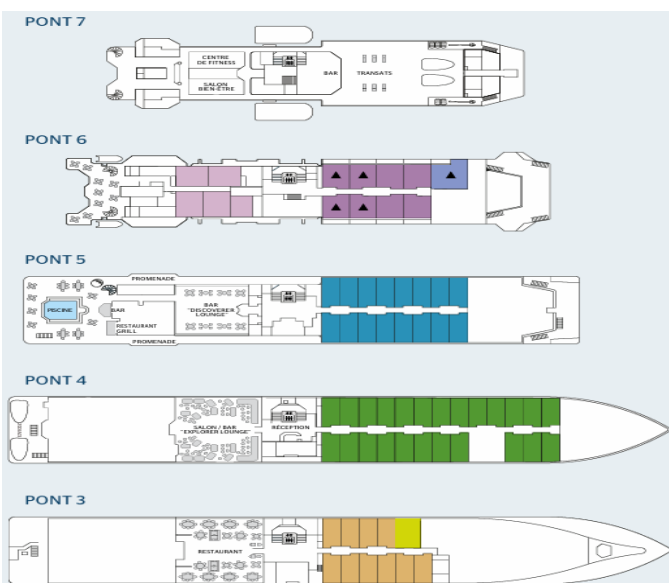 PONT 7
CENTRE
DE FITNESS
SALON
BIEN-ÊTRE
BAR
TRANSATS
PONT 6
PONT 5
PROMENADE
PISCINE
BAR
RESTAURANT
GRILL
BAR
"DISCOVERER
LOUNGE"
PROMENADE
PONT 4
SALON / BAR
"EXPLORER LOUNGE"
RÉCEPTION
PONT 3
RESTAURANT